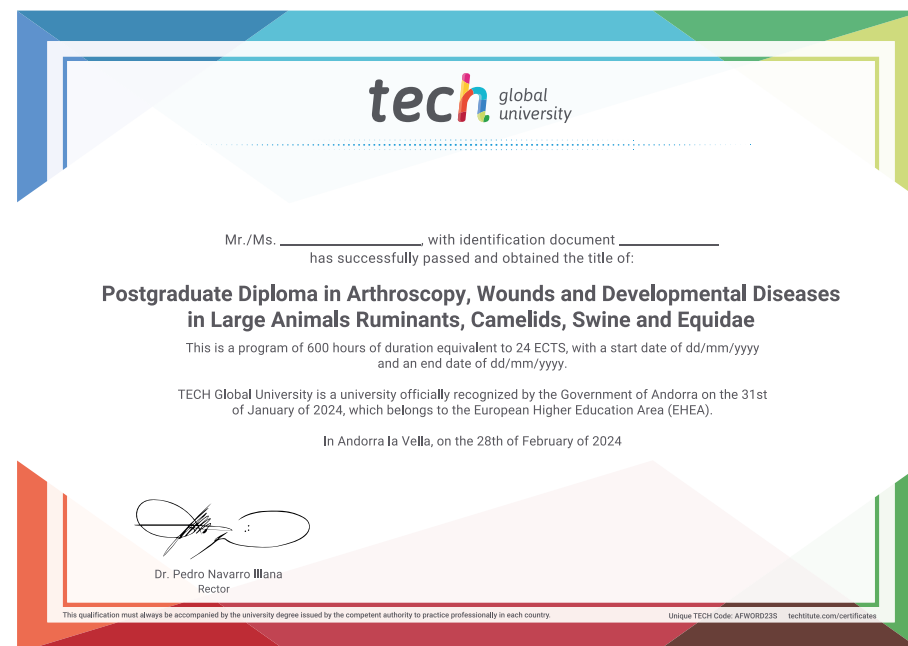 tech global
university
Mr./Ms. ____________________, with identification document ______________
has successfully passed and obtained the title of:
Postgraduate Diploma in Arthroscopy, Wounds and Developmental Diseases
in Large Animals Ruminants, Camelids, Swine and Equidae
This is a program of 600 hours of duration equivalent to 24 ECTS, with a start date of dd/mm/yyyy
and an end date of dd/mm/yyyy.
TECH Global University is a university officially recognized by the Government of Andorra on the 31st
of January of 2024, which belongs to the European Higher Education Area (EHEA).
In Andorra la Vella, on the 28th of February of 2024
Dr. Pedro Navarro Illana
Rector
This qualification must always be accompanied by the university degree issued by the competent authority to practice professionally in each country. Unique TECH Code: AFWORD23S techtitute.com/certificates